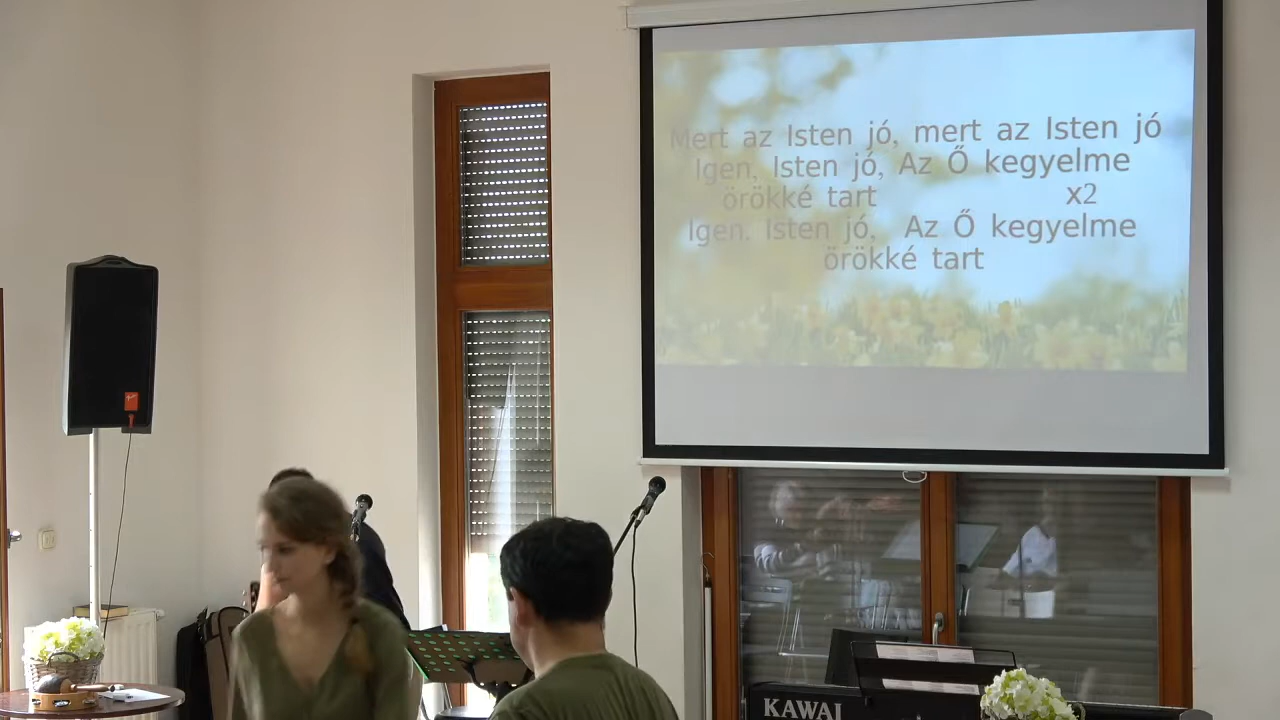 Mert az Isten jó, mert az Isten jó
Igen, Isten jó, Az Ő kegyelme
örökké tart x2
Igen. Isten jó, Az Ő kegyelme
örökké tart
KAWAI